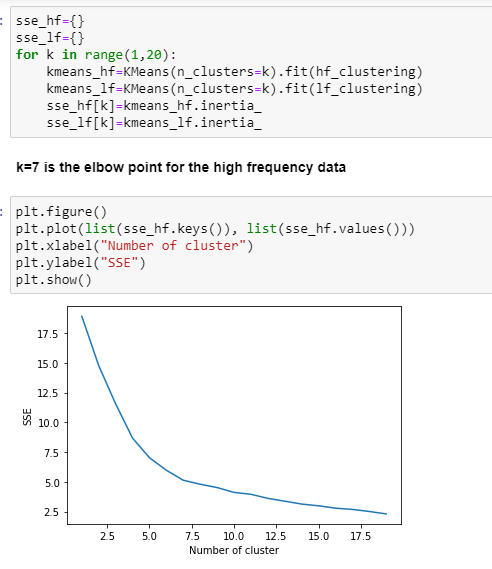 : sse_hf={}
sse_lf={}
for k in range(1,20):
    kmeans_hf=KMeans(n_clusters=k).fit(hf_clustering)
    kmeans_lf=KMeans(n_clusters=k).fit(lf_clustering)
    sse_hf[k]=kmeans_hf.inertia_
    sse_lf[k]=kmeans_lf.inertia_
k=7 is the elbow point for the high frequency data
: plt.figure()
plt.plot(list(sse_hf.keys()), list(sse_hf.values()))
plt.xlabel("Number of cluster")
plt.ylabel("SSE")
plt.show()
17.5
15.0
12.5
10.0
7.5
5.0
2.5
SSE
2.5 5.0 7.5 10.0 12.5 15.0 17.5
Number of cluster